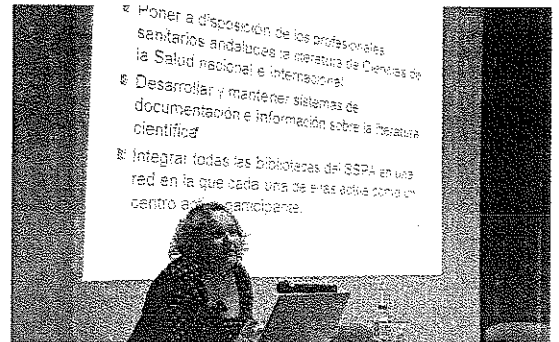 Poner a disposición de los profesionales
sanitarios andaluces la literatura de Ciencias de
la Salud nacional e internacional
Desarrollar y mantener sistemas de
documentación e información sobre la literatura
científica
Integrar todas las bibliotecas del SSPA en una
red en la que cada una de ellas actúe como un
centro activo participante.